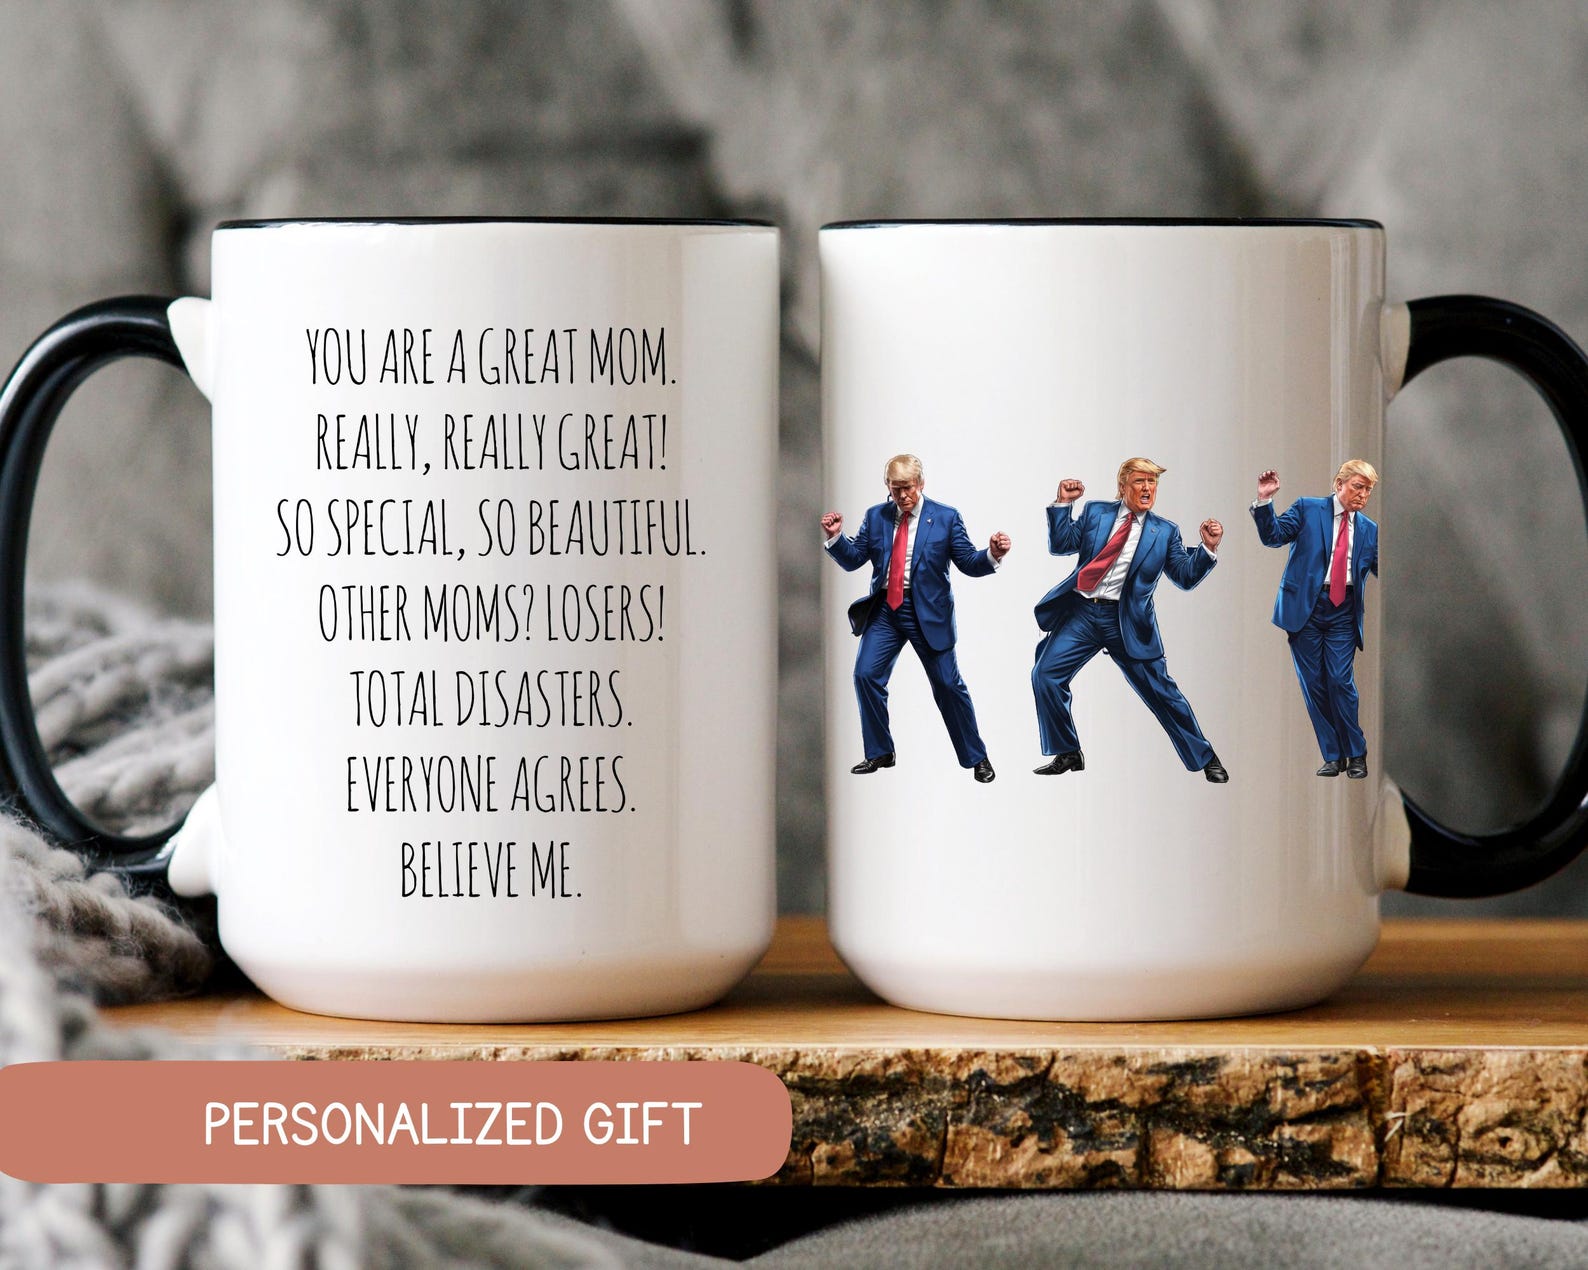 YOU ARE A GREAT MOM.
REALLY, REALLY GREAT!
SO SPECIAL, SO BEAUTIFUL.
OTHER MOMS? LOSERS!
TOTAL DISASTERS.
EVERYONE AGREES.
BELIEVE ME.
PERSONALIZED GIFT